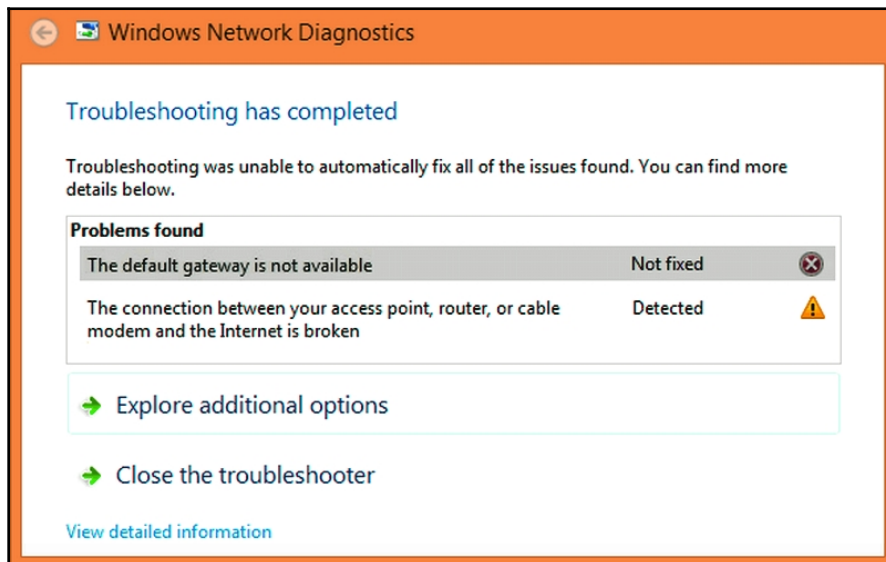 Windows Network Diagnostics
Troubleshooting has completed
Troubleshooting was unable to automatically fix all of the issues found. You can find more
details below.
Problems found
The default gateway is not available Not fixed
The connection between your access point, router, or cable Detected
modem and the Internet is broken
Explore additional options
Close the troubleshooter
View detailed information